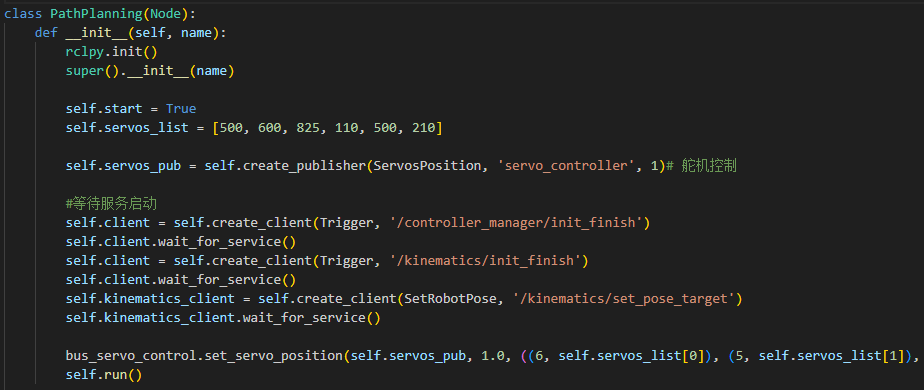 class PathPlanning(Node):
    def __init__(self, name):
        rclpy.init()
        super().__init__(name)
        self.start = True
        self.servos_list = [500, 600, 825, 110, 500, 210]
        self.servos_pub = self.create_publisher(ServosPosition, 'servo_controller', 1)# 舵机控制
        #等待服务启动
        self.client = self.create_client(Trigger, '/controller_manager/init_finish')
        self.client.wait_for_service()
        self.client = self.create_client(Trigger, '/kinematics/init_finish')
        self.client.wait_for_service()
        self.kinematics_client = self.create_client(SetRobotPose, '/kinematics/set_pose_target')
        self.kinematics_client.wait_for_service()
        bus_servo_control.set_servo_position(self.servos_pub, 1.0, ((6, self.servos_list[0]), (5, self.servos_list[1]),
        self.run()